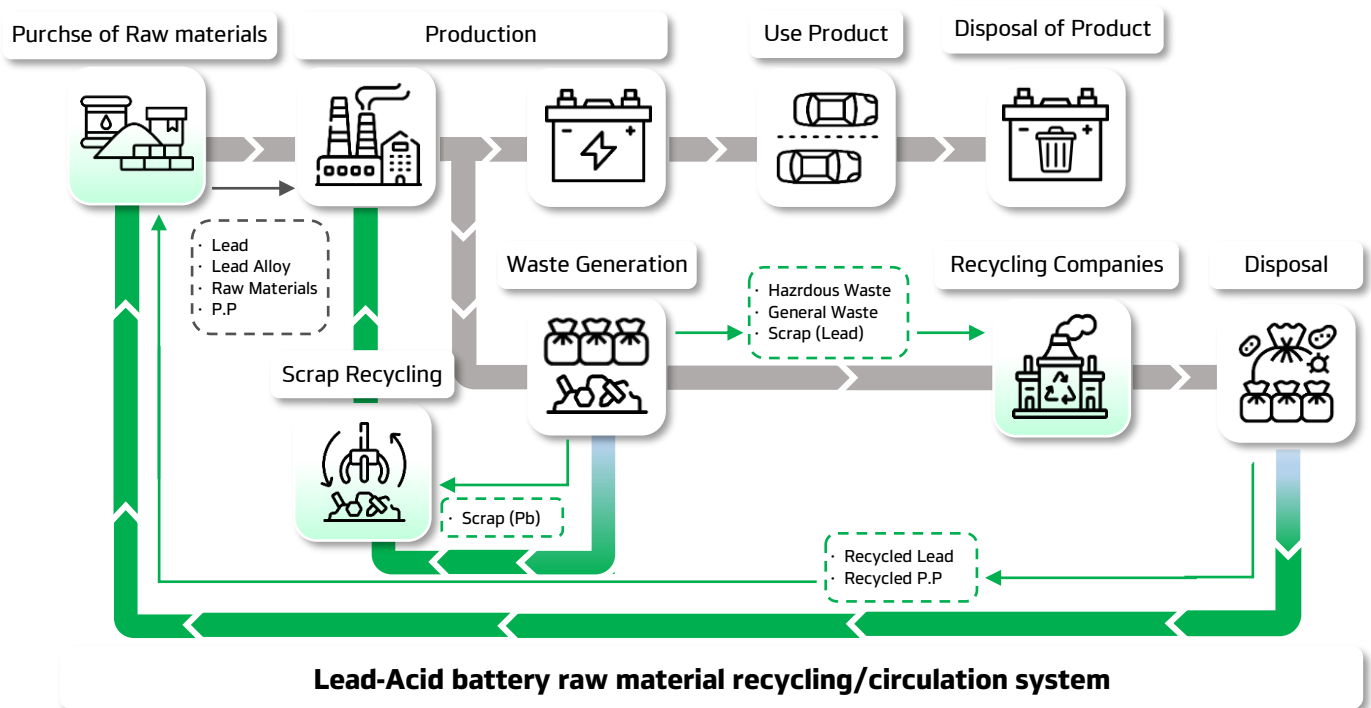 Purchse of Raw materials
Production
Use Product
Disposal of Product
· Lead
· Lead Alloy
· Raw Materials
· P.P
Waste Generation
· Hazrdous Waste
· General Waste
· Scrap (Lead)
Recycling Companies
Disposal
Scrap Recycling
· Scrap (Pb)
· Recycled Lead
· Recycled P.P
Lead-Acid battery raw material recycling/circulation system